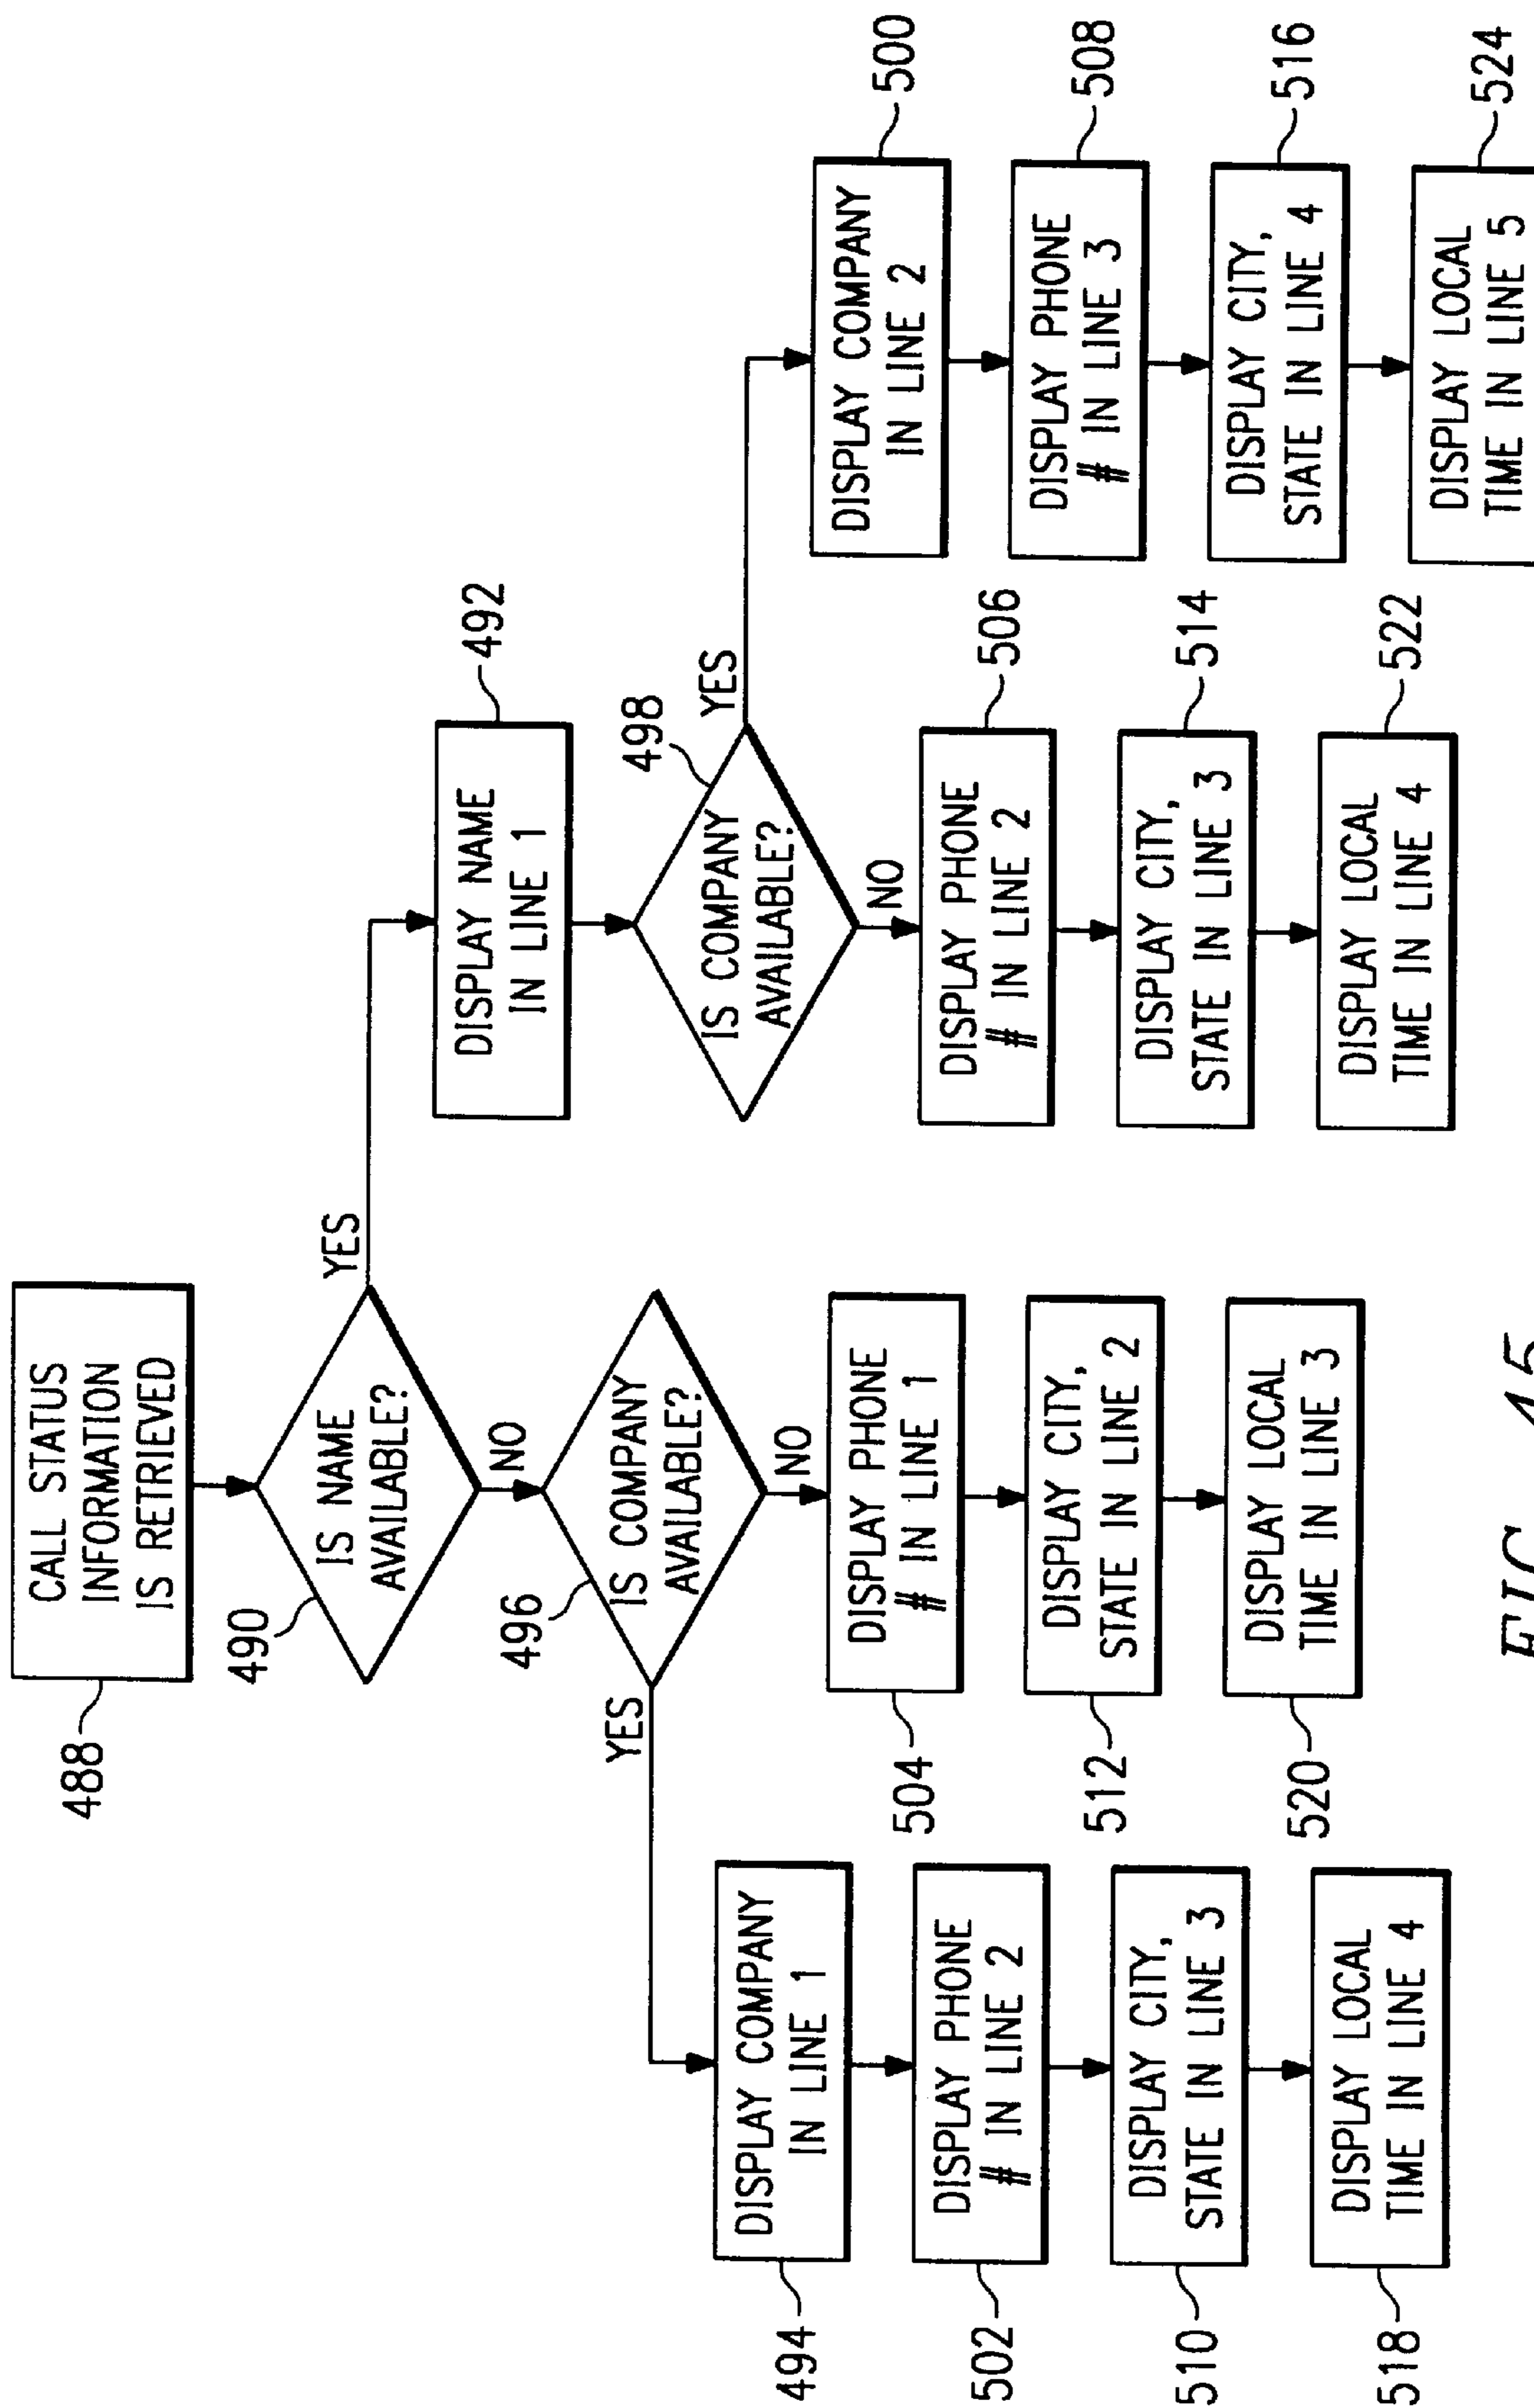 488
CALL STATUS
INFORMATION
IS RETRIEVED
490
IS NAME
AVAILABLE?
YES
NO
492
DISPLAY NAME
IN LINE 1
496
IS COMPANY
AVAILABLE?
YES
NO
498
IS COMPANY
AVAILABLE?
YES
NO
494
DISPLAY COMPANY
IN LINE 1
502
DISPLAY PHONE
# IN LINE 2
510
DISPLAY CITY,
STATE IN LINE 3
518
DISPLAY LOCAL
TIME IN LINE 4
504
DISPLAY PHONE
# IN LINE 1
512
DISPLAY CITY,
STATE IN LINE 2
520
DISPLAY LOCAL
TIME IN LINE 3
506
DISPLAY PHONE
# IN LINE 2
514
DISPLAY CITY,
STATE IN LINE 3
522
DISPLAY LOCAL
TIME IN LINE 4
500
DISPLAY COMPANY
IN LINE 2
508
DISPLAY PHONE
# IN LINE 3
516
DISPLAY CITY,
STATE IN LINE 4
524
DISPLAY LOCAL
TIME IN LINE 5